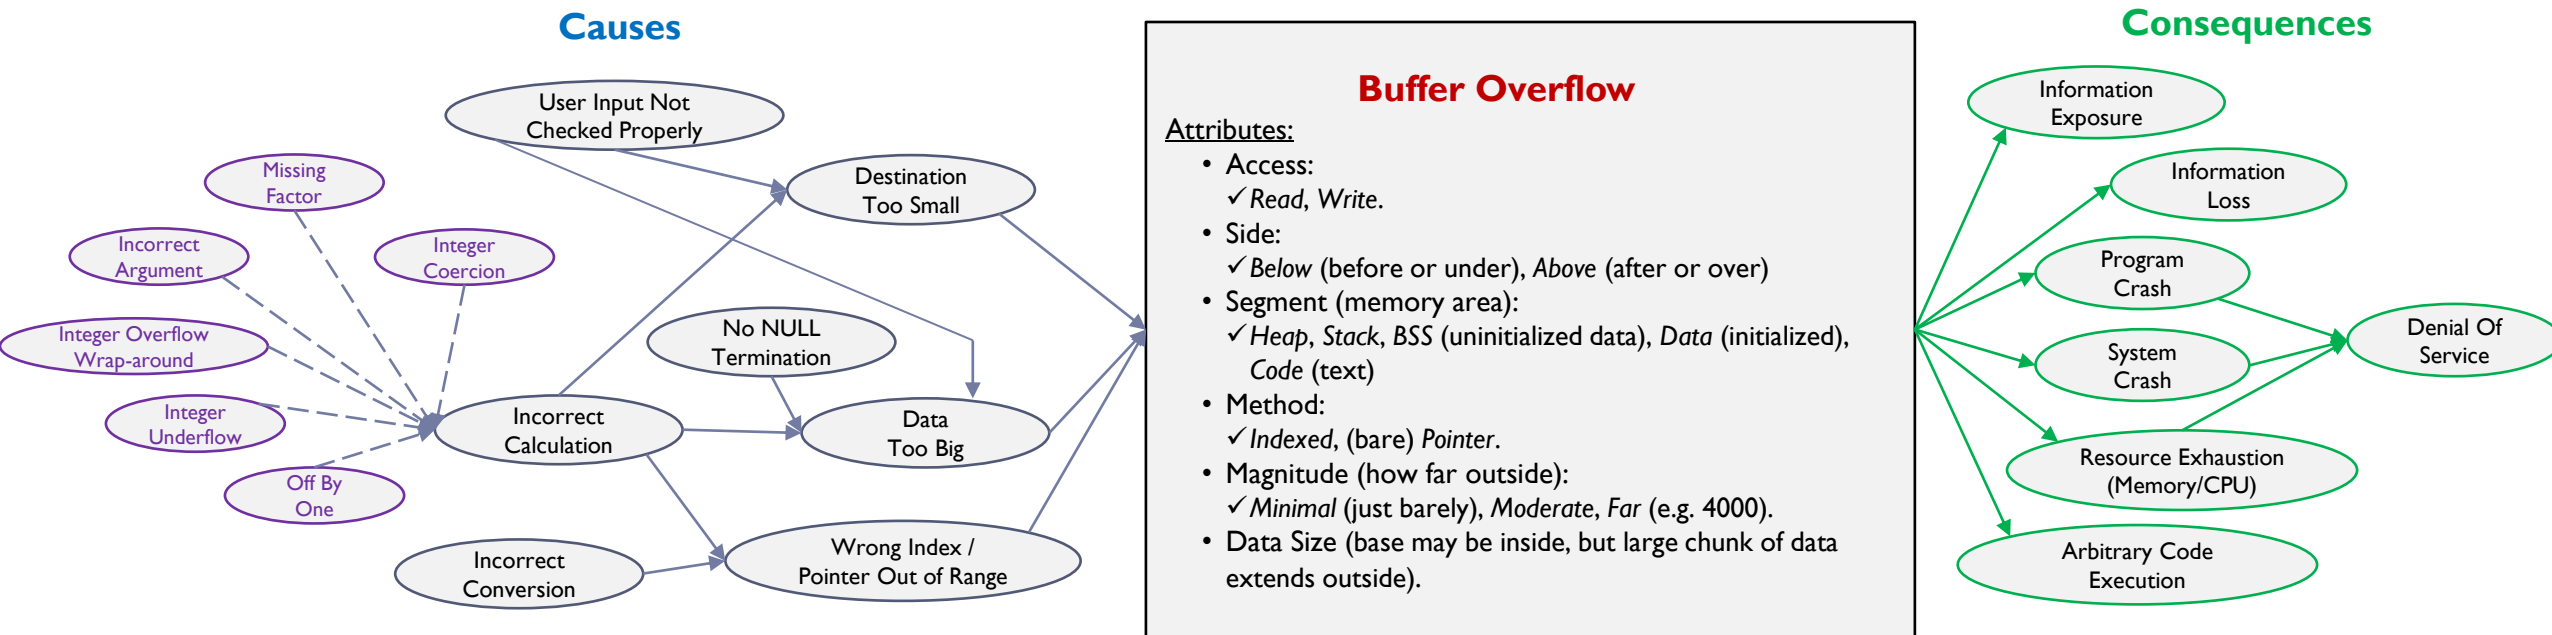 Causes
User Input Not
Checked Properly
Missing
Factor
Destination
Too Small
Incorrect
Argument
Integer
Coercion
Integer Overflow
Wrap-around
No NULL
Termination
Integer
Underflow
Incorrect
Calculation
Data
Too Big
Off By
One
Incorrect
Conversion
Wrong Index /
Pointer Out of Range
Buffer Overflow
Attributes:
• Access:
✓Read, Write.
• Side:
✓Below (before or under), Above (after or over)
• Segment (memory area):
✓Heap, Stack, BSS (uninitialized data), Data (initialized),
Code (text)
• Method:
✓Indexed, (bare) Pointer.
• Magnitude (how far outside):
✓Minimal (just barely), Moderate, Far (e.g. 4000).
• Data Size (base may be inside, but large chunk of data
extends outside).
Consequences
Information
Exposure
Information
Loss
Program
Crash
System
Crash
Denial Of
Service
Resource Exhaustion
(Memory/CPU)
Arbitrary Code
Execution